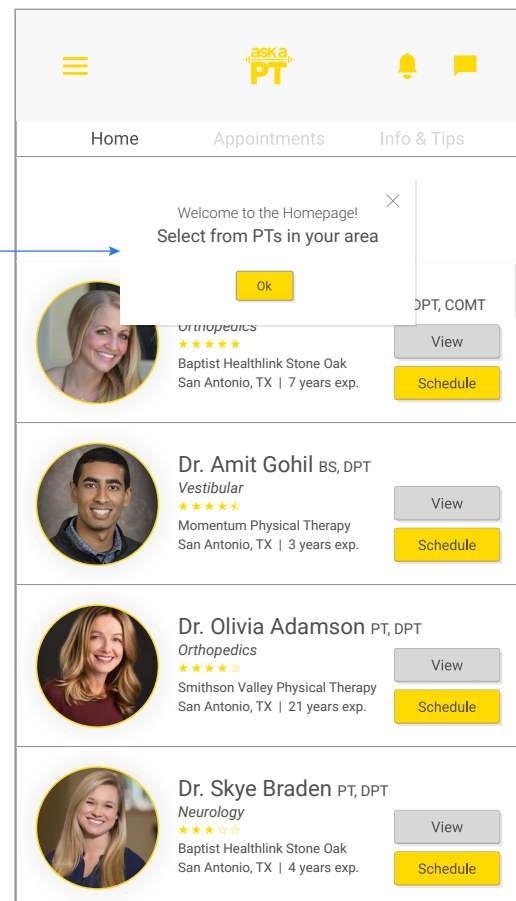 aska
PT
Home Appointments Info & Tips
Welcome to the Homepage!
Select from PTs in your area
Ok
DPT, COMT
Orthopedics
★★★★★
Baptist Healthlink Stone Oak
San Antonio, TX | 7 years exp.
View
Schedule
Dr. Amit Gohil BS, DPT
Vestibular
Momentum Physical Therapy
San Antonio, TX | 3 years exp.
View
Schedule
Dr. Olivia Adamson PT, DPT
Orthopedics
★★★★☆
Smithson Valley Physical Therapy
San Antonio, TX | 21 years exp.
View
Schedule
Dr. Skye Braden PT, DPT
Neurology
★★★☆☆
Baptist Healthlink Stone Oak
San Antonio, TX | 4 years exp.
View
Schedule